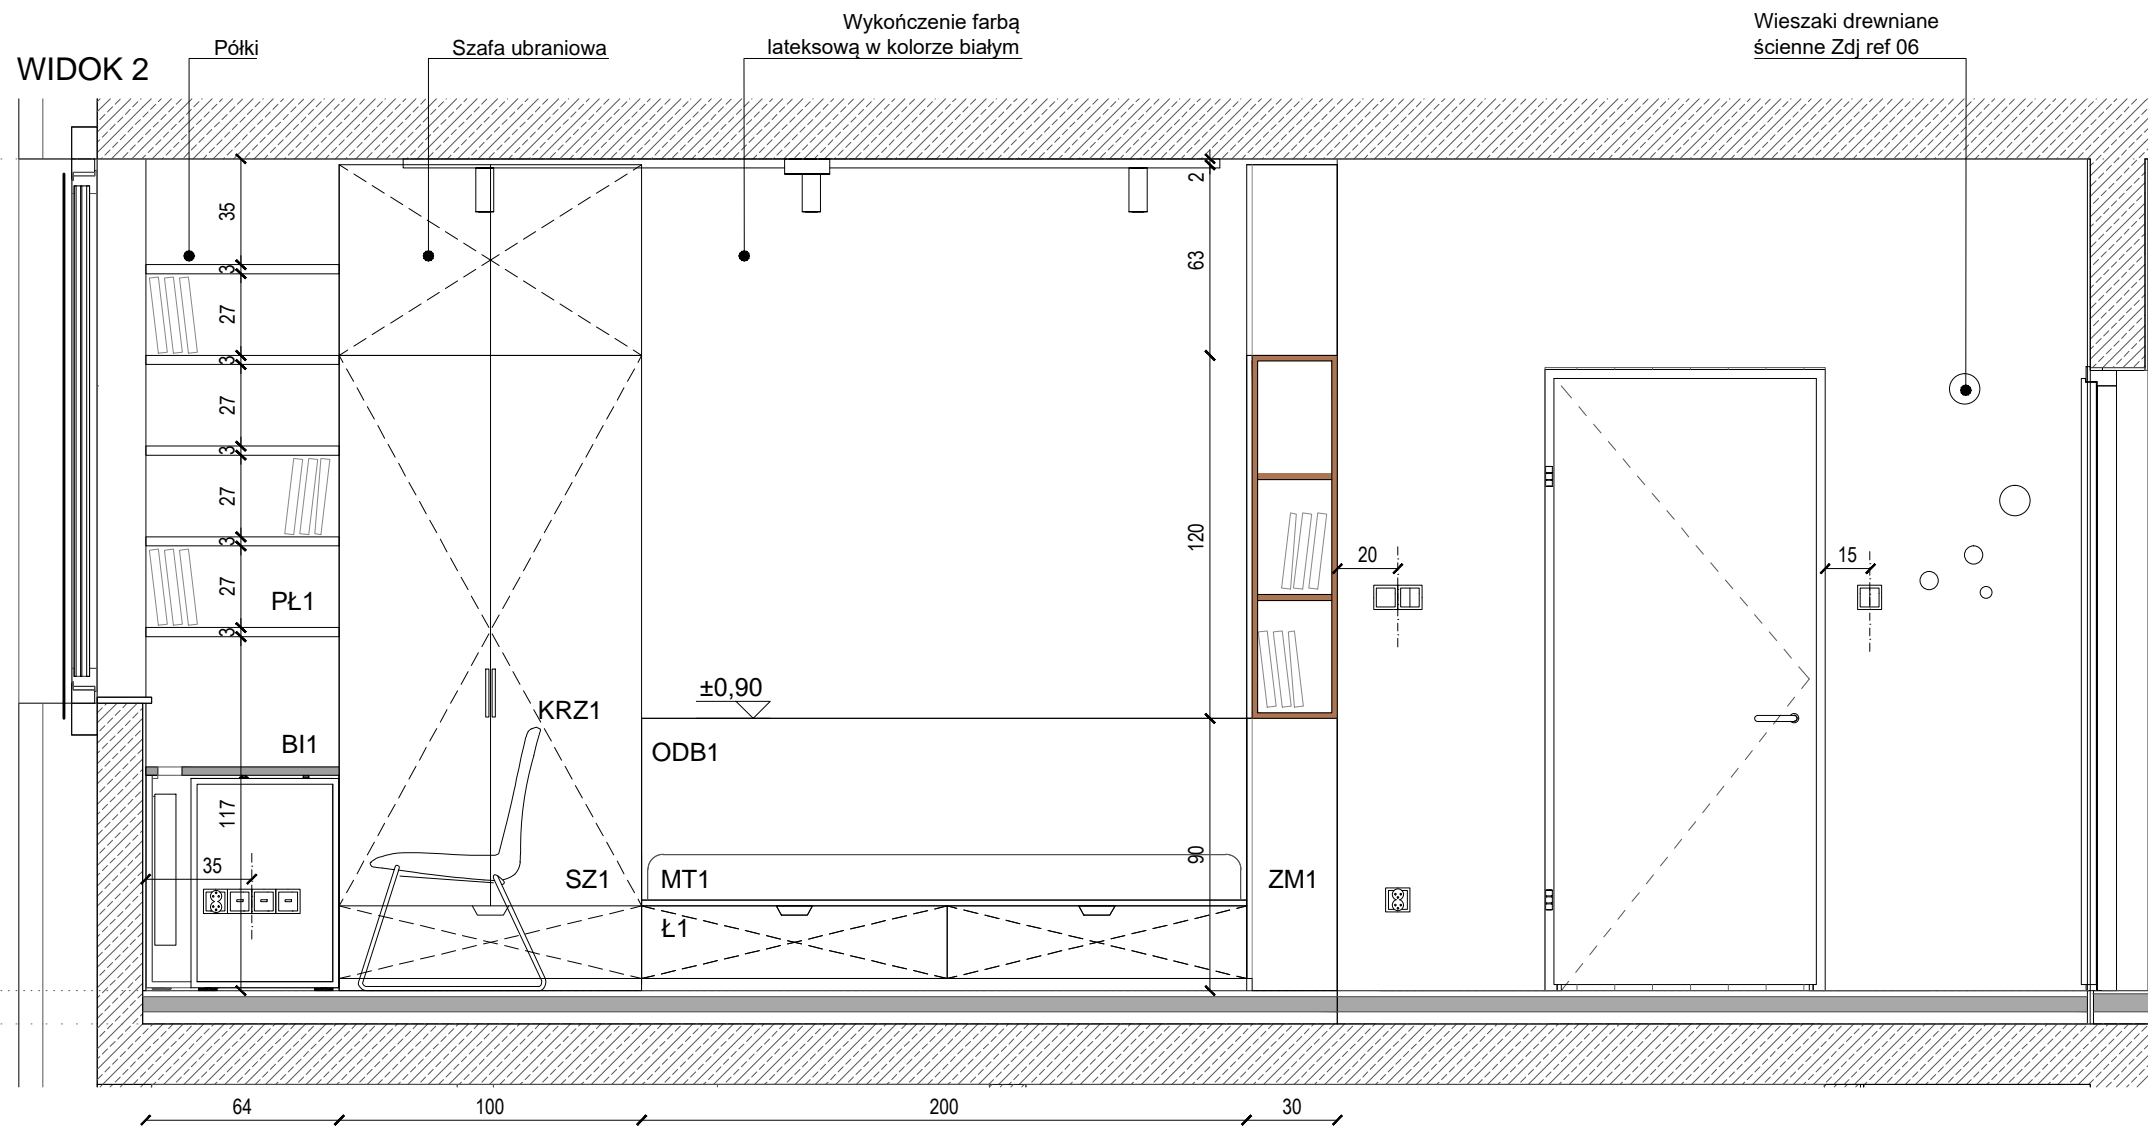 Wykończenie farbą
lateksową w kolorze białym
Wieszaki drewniane
ścienne Zdj ref 06
Półki
Szafa ubraniowa
WIDOK 2
35
3
27
3
27
3
27
3
27
3
117
35
PŁ1
BI1
KRZ1
SZ1
±0,90
ODB1
MT1
Ł1
2
63
120
90
ZM1
20
15
64
100
200
30